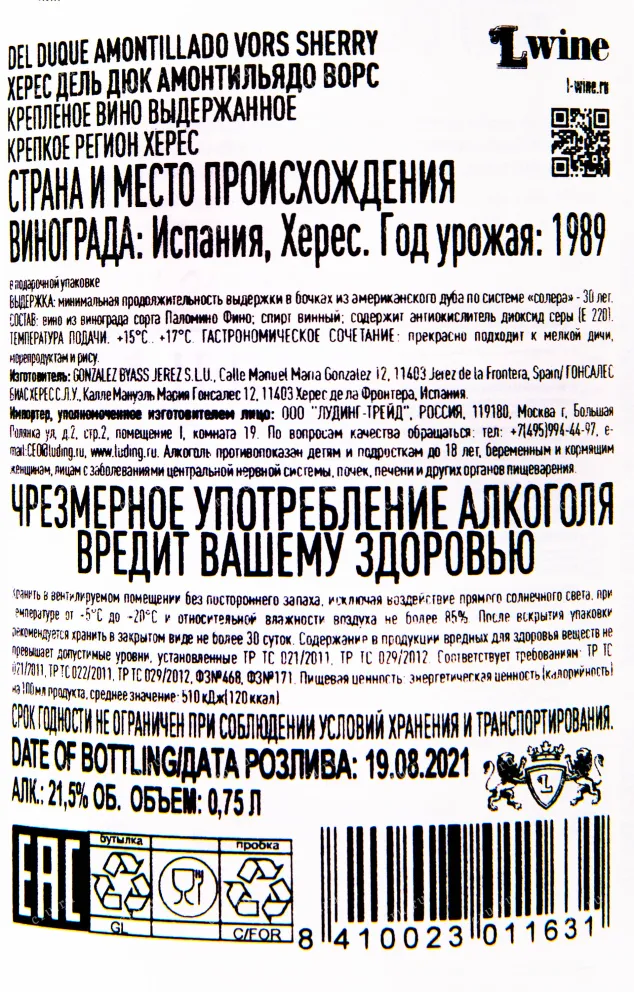 DEL DUQUE AMONTILLADO VORS SHERRY
ХЕРЕС ДЕЛЬ ДЮК АМОНТИЛЬЯДО ВОРС
КРЕПЛЕНОЕ ВИНО ВЫДЕРЖАННОЕ
КРЕПКОЕ РЕГИОН ХЕРЕС
Lwine
l-wine.ru
СТРАНА И МЕСТО ПРОИСХОЖДЕНИЯ
ВИНОГРАДА: Испания, Херес. Год урожая: 1989
в подарочной упаковке
ВЫДЕРЖКА: минимальная продолжительность выдержки в бочках из американского дуба по системе «солера» - 30 лет.
СОСТАВ: вино из винограда сорта Паломино Фино; спирт винный; содержит антиокислитель диоксид серы (Е 220).
ТЕМПЕРАТУРА ПОДАЧИ: +15°С...+17°С. ГАСТРОНОМИЧЕСКОЕ СОЧЕТАНИЕ: прекрасно подходит к мелкой дичи,
морепродуктам и рису.
Изготовитель: GONZALEZ BYASS JEREZ S.L.U., Calle Manuel Maria Gonzalez 12, 11403 Jerez de la Frontera, Spain/ ГОНСАЛЕС
БИАС ХЕРЕС С.Л.У., Калле Мануэль Мария Гонсалес 12, 11403 Херес де ла Фронтера, Испания.
Импортер, уполномоченное изготовителем лицо: ООО "ЛУДИНГ-ТРЕЙД", РОССИЯ, 119180, Москва г, Большая
Полянка ул, д.2, стр.2, помещение I, комната 19. По вопросам качества обращаться: тел: +7(495)994-44-97, e-
mail:CEO@luding.ru, www.luding.ru. Алкоголь противопоказан детям и подросткам до 18 лет, беременным и кормящим
женщинам, лицам с заболеваниями центральной нервной системы, почек, печени и других органов пищеварения.
ЧРЕЗМЕРНОЕ УПОТРЕБЛЕНИЕ АЛКОГОЛЯ
ВРЕДИТ ВАШЕМУ ЗДОРОВЬЮ
Хранить в вентилируемом помещении без постороннего запаха, исключая воздействие прямого солнечного света, при
температуре от -5°С до +20°С и относительной влажности воздуха не более 85%. После вскрытия упаковки
рекомендуется хранить в закрытом виде не более 30 суток. Содержание в продукции вредных для здоровья веществ не
превышает допустимые уровни, установленные ТР ТС 021/2011, ТР ТС 029/2012. Соответствует требованиям: ТР ТС
021/2011, ТР ТС 022/2011, ТР ТС 029/2012, ФЗ№468, ФЗ№171. Пищевая ценность: энергетическая ценность (калорийность)
на 100мл продукта, среднее значение: 510 кДж(120 ккал)
СРОК ГОДНОСТИ НЕ ОГРАНИЧЕН ПРИ СОБЛЮДЕНИИ УСЛОВИЙ ХРАНЕНИЯ И ТРАНСПОРТИРОВАНИЯ.
DATE OF BOTTLING/ДАТА РОЗЛИВА: 19.08.2021
АЛК.: 21,5% ОБ. ОБЪЕМ: 0,75 Л
L
EAC
бутылка
пробка
GL
C/FOR
8 410023 011631